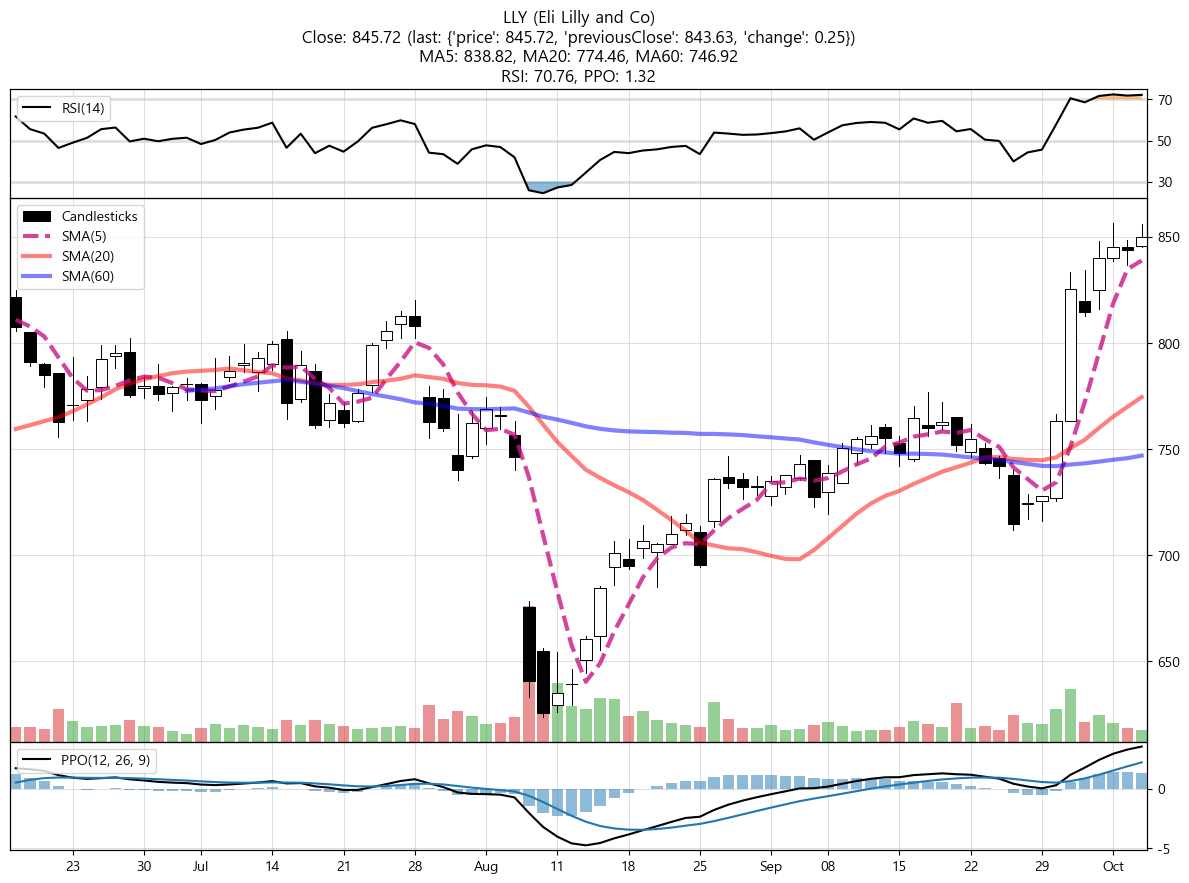 LLY (Eli Lilly and Co)
Close: 845.72 (last: {'price': 845.72, 'previousClose': 843.63, 'change': 0.25})
MA5: 838.82, MA20: 774.46, MA60: 746.92
RSI: 70.76, PPO: 1.32
RSI(14)
70
50
30
Candlesticks
SMA(5)
SMA(20)
SMA(60)
850
800
750
700
650
PPO(12, 26, 9)
0
-5
23 30 Jul 14 21 28 Aug 11 18 25 Sep 08 15 22 29 Oct